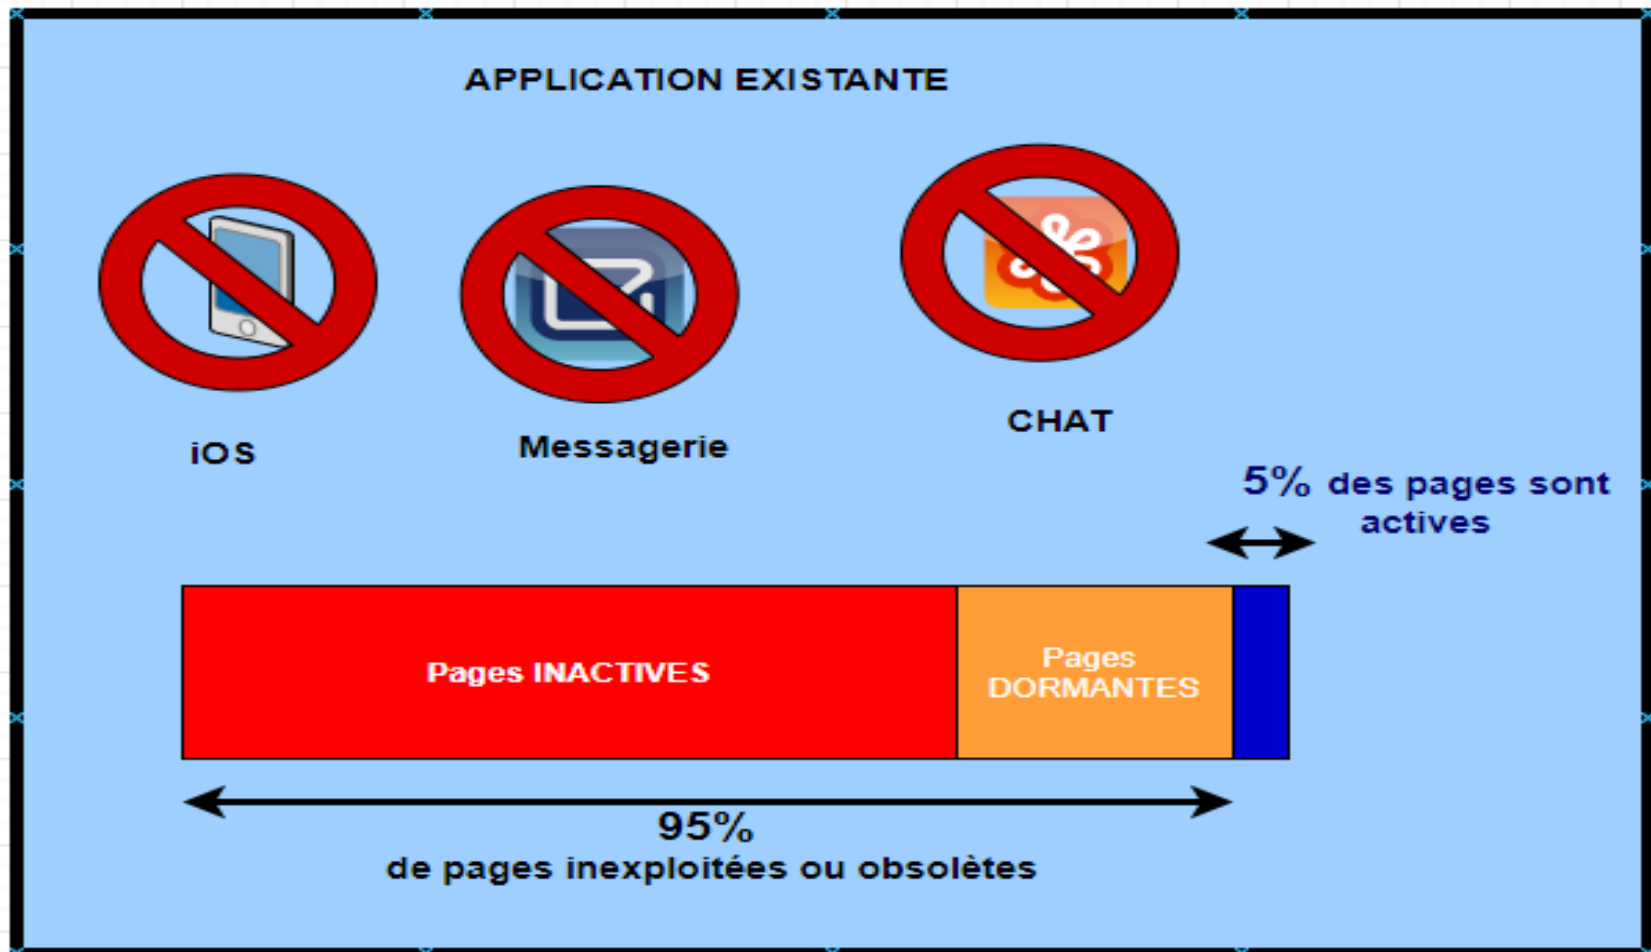 APPLICATION EXISTANTE
iOS
Messagerie
CHAT
5% des pages sont
actives
Pages INACTIVES
Pages
DORMANTES
95%
de pages inexploitées ou obsolètes